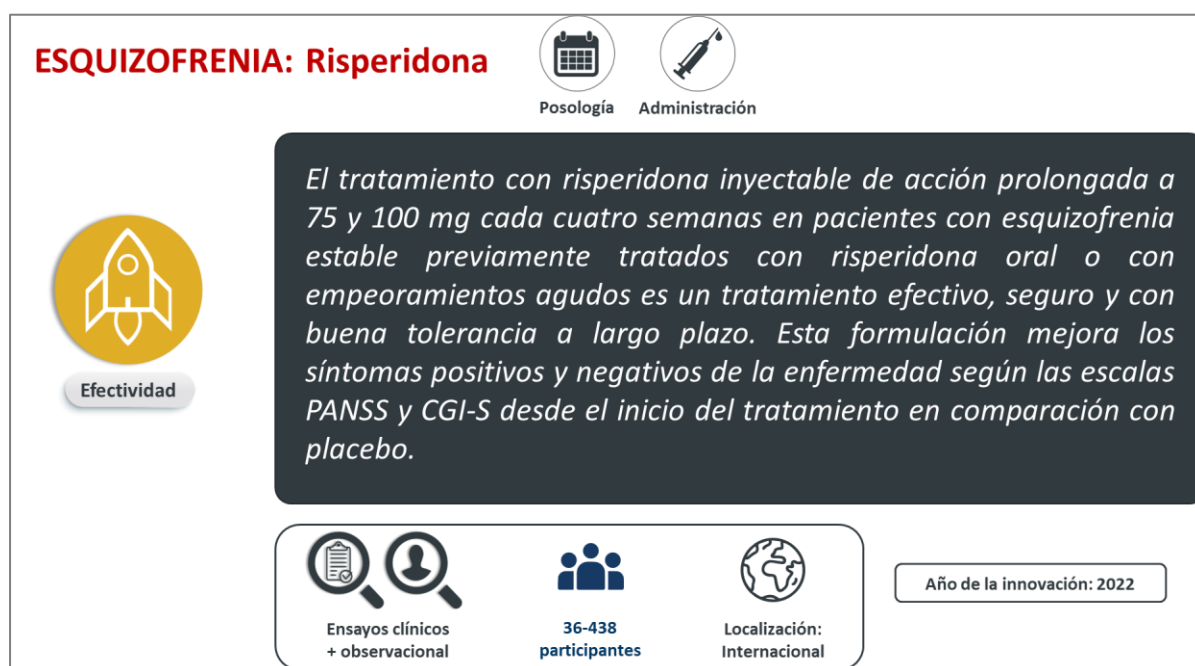 ESQUIZOFRENIA: Risperidona
Posología
Administración
El tratamiento con risperidona inyectable de acción prolongada a
75 y 100 mg cada cuatro semanas en pacientes con esquizofrenia
estable previamente tratados con risperidona oral o con
empeoramientos agudos es un tratamiento efectivo, seguro y con
buena tolerancia a largo plazo. Esta formulación mejora los
síntomas positivos y negativos de la enfermedad según las escalas
PANSS y CGI-S desde el inicio del tratamiento en comparación con
placebo.
Efectividad
Ensayos clínicos
+ observacional
36-438
participantes
Localización:
Internacional
Año de la innovación: 2022